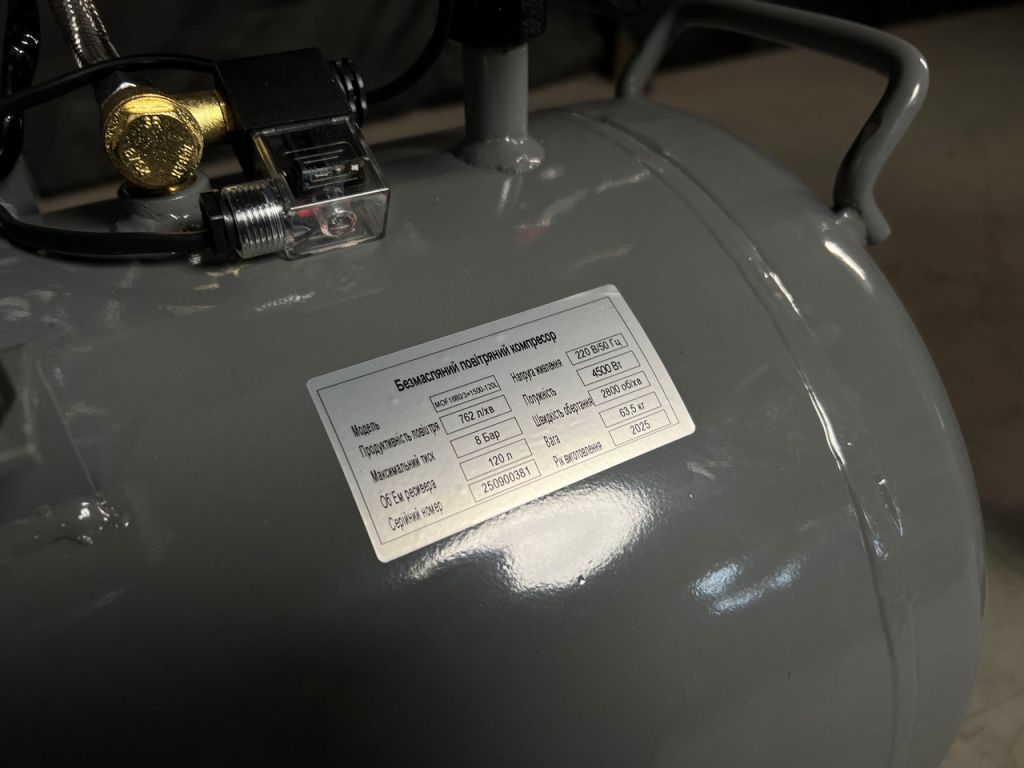 Безмасляний повітряний компресор
Модель MOF1680/3×1500-120L Напруга живлення 220 В/50 Гц
Продуктивність повітря 762 л/хв Потужність 4500 Вт
Максимальний тиск 8 Бар Швидкість обертання 2800 об/хв
Об'Ем ресивера 120 л Вага 63,5 кг
Серійний номер 250900381 Рік виготовлення 2025